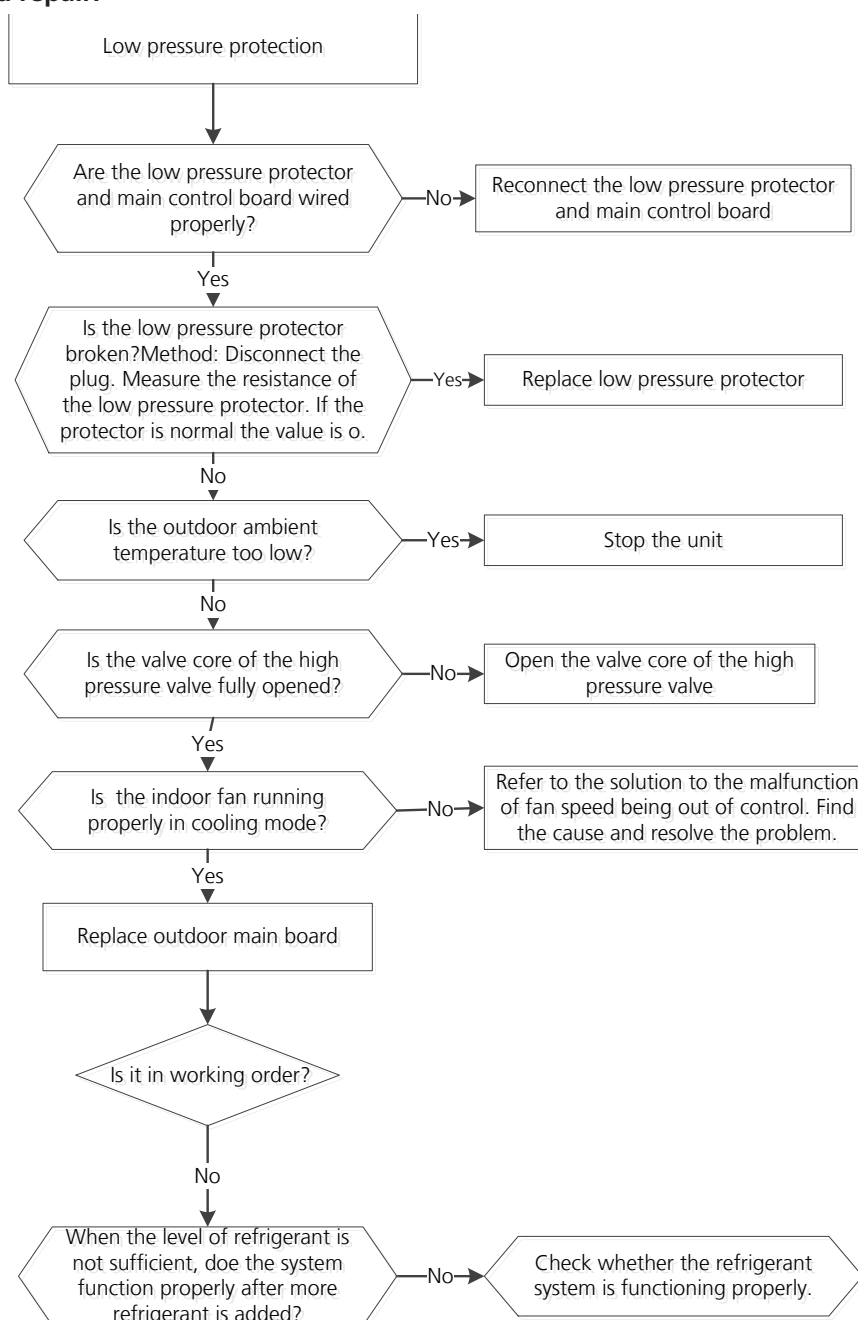 Low pressure protection
Are the low pressure protector
and main control board wired
properly?
No
Reconnect the low pressure protector
and main control board
Yes
Is the low pressure protector
broken?Method: Disconnect the
plug. Measure the resistance of
the low pressure protector. If the
protector is normal the value is o.
Yes
Replace low pressure protector
No
Is the outdoor ambient
temperature too low?
Yes
Stop the unit
No
Is the valve core of the high
pressure valve fully opened?
No
Open the valve core of the high
pressure valve
Yes
Is the indoor fan running
properly in cooling mode?
No
Refer to the solution to the malfunction
of fan speed being out of control. Find
the cause and resolve the problem.
Yes
Replace outdoor main board
Is it in working order?
No
When the level of refrigerant is
not sufficient, doe the system
function properly after more
refrigerant is added?
No
Check whether the refrigerant
system is functioning properly.